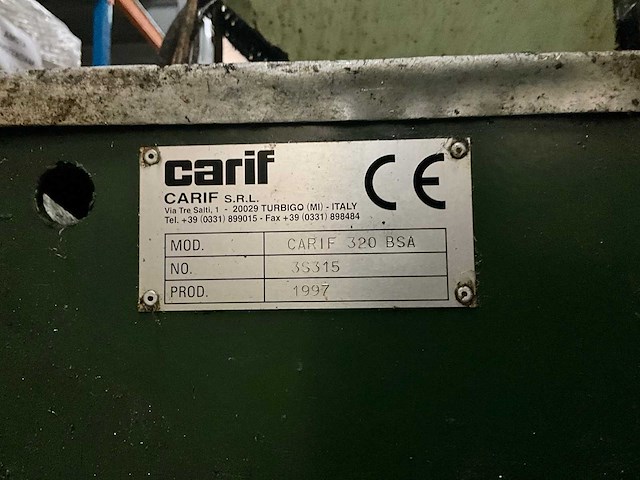 carif
CE
CARIF S.R.L.
Via Tre Salti, 1 - 20029 TURBIGO (MI) - ITALY
Tel. +39 (0331) 899015 - Fax +39 (0331) 898484
MOD. CARIF 320 BSA
NO. 3S315
PROD. 1997